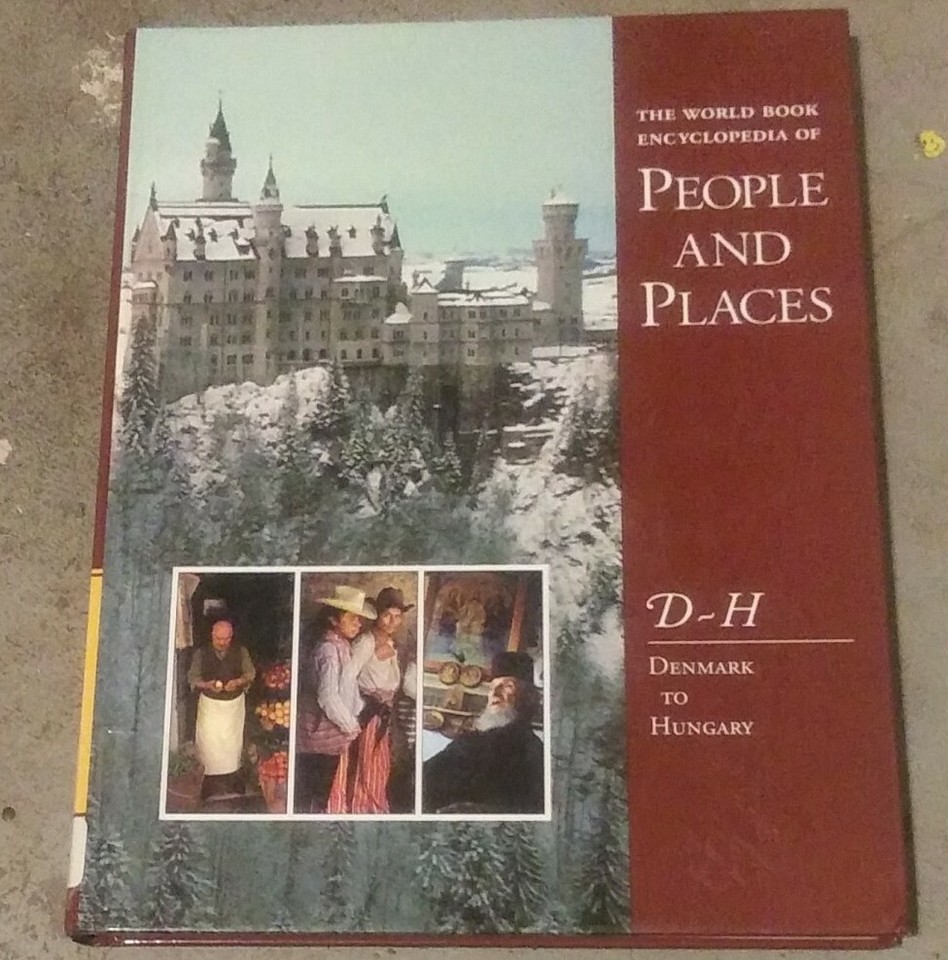 THE WORLD BOOK
ENCYCLOPEDIA OF
PEOPLE
AND
PLACES
D~H
DENMARK
TO
HUNGARY